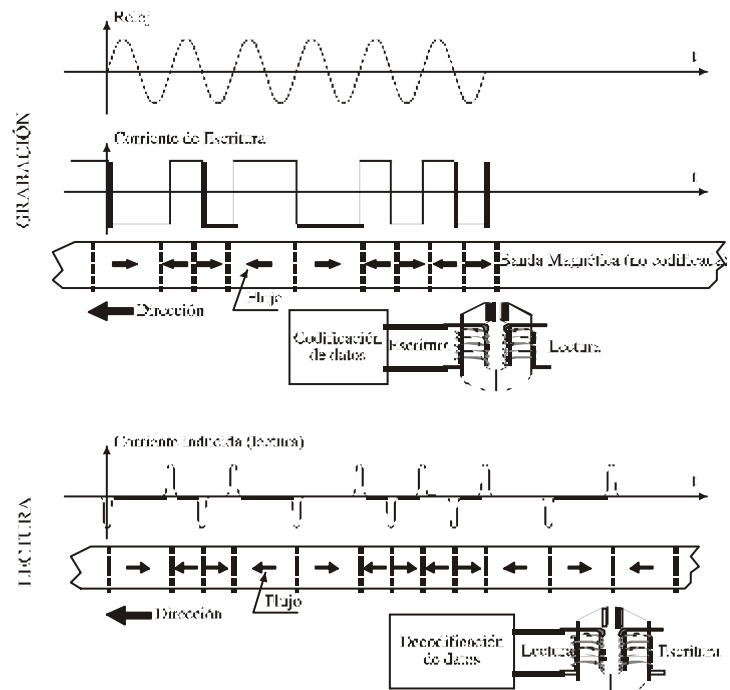 Reloj
t
Corriente de Escritura
t
GRABACIÓN
Banda Magnética (no codificada)
Flujo
Dirección
Codificación
de datos
Escritura
Lectura
Corriente inducida (lectura)
t
LECTURA
Flujo
Dirección
Decodificación
de datos
Lectura
Escritura